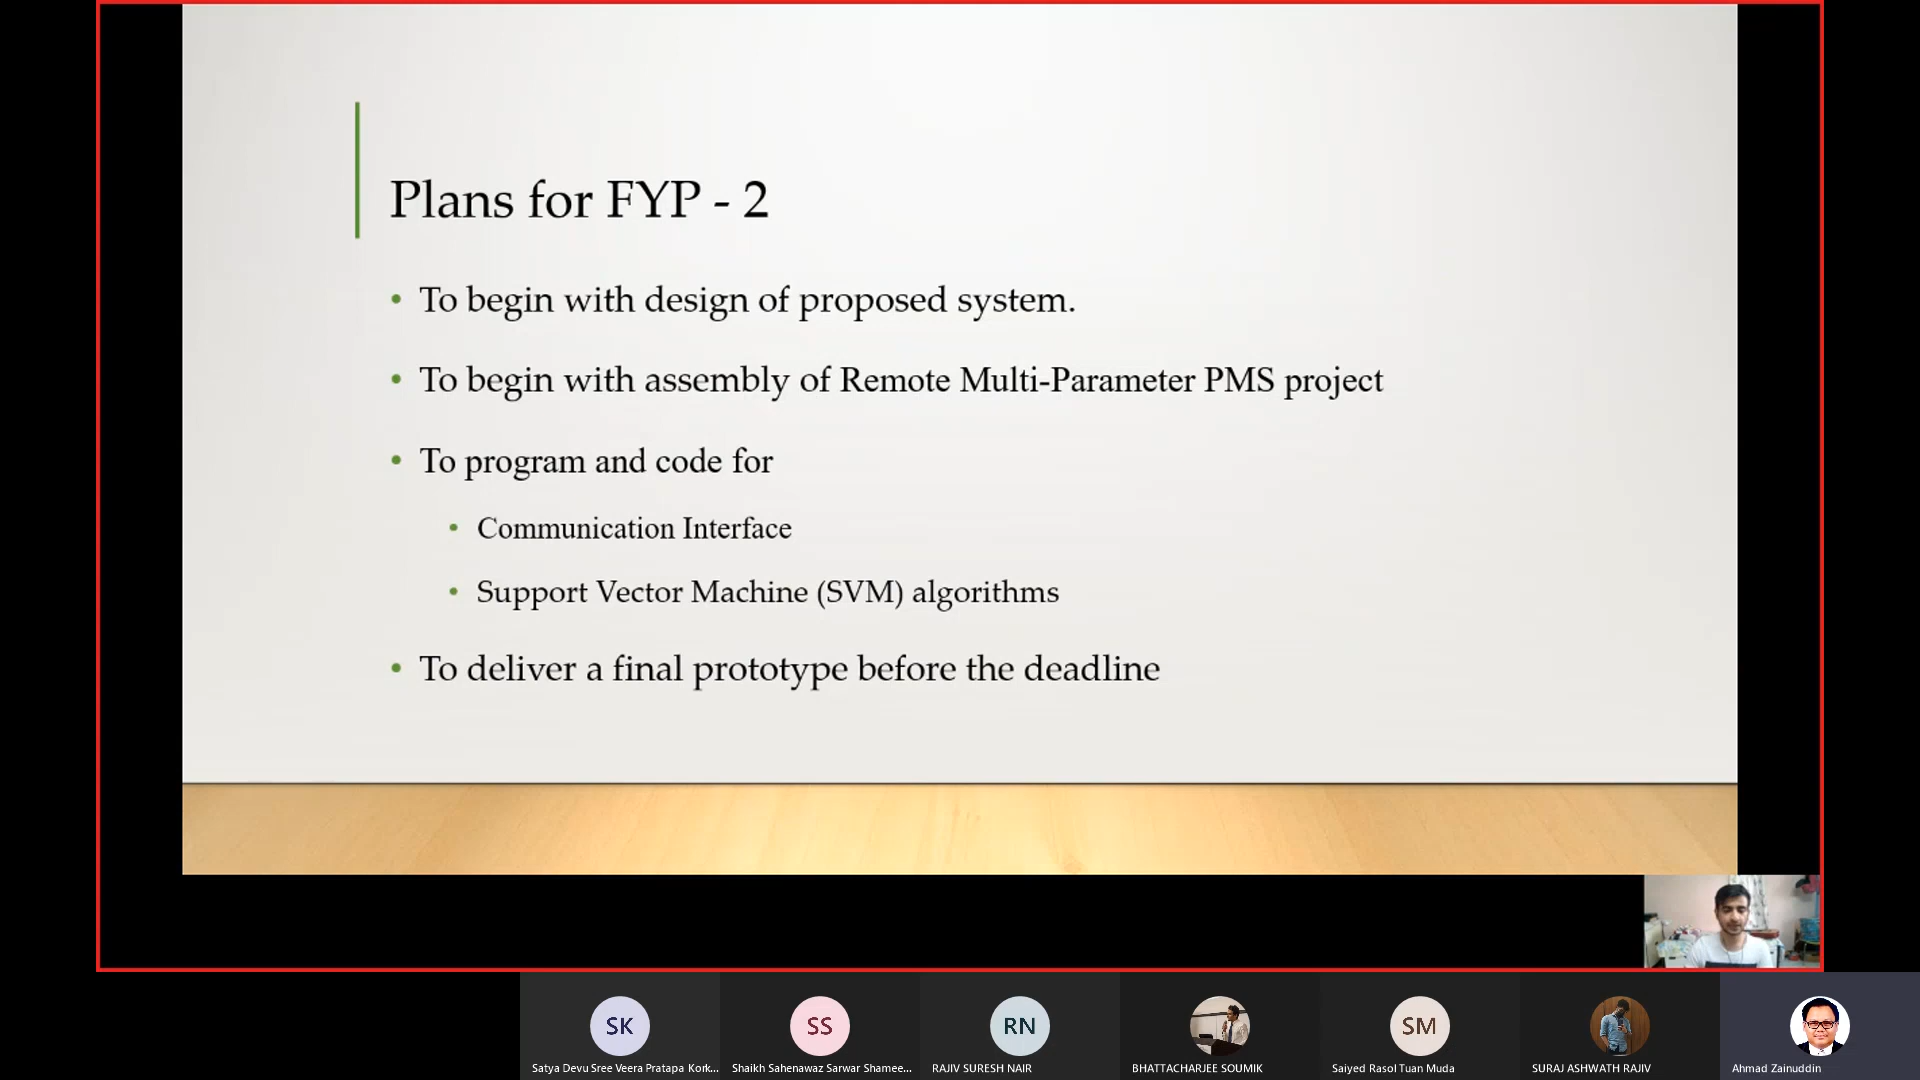 Plans for FYP - 2
• To begin with design of proposed system.
• To begin with assembly of Remote Multi-Parameter PMS project
• To program and code for
• Communication Interface
• Support Vector Machine (SVM) algorithms
• To deliver a final prototype before the deadline
SK
SS
RN
SM
Satya Devu Sree Veera Pratapa Kork...
Shaikh Sahenawaz Sarwar Shamee...
RAJIV SURESH NAIR
BHATTACHARJEE SOUMIK
Saiyed Rasol Tuan Muda
SURAJ ASHWATH RAJIV
Ahmad Zainuddin